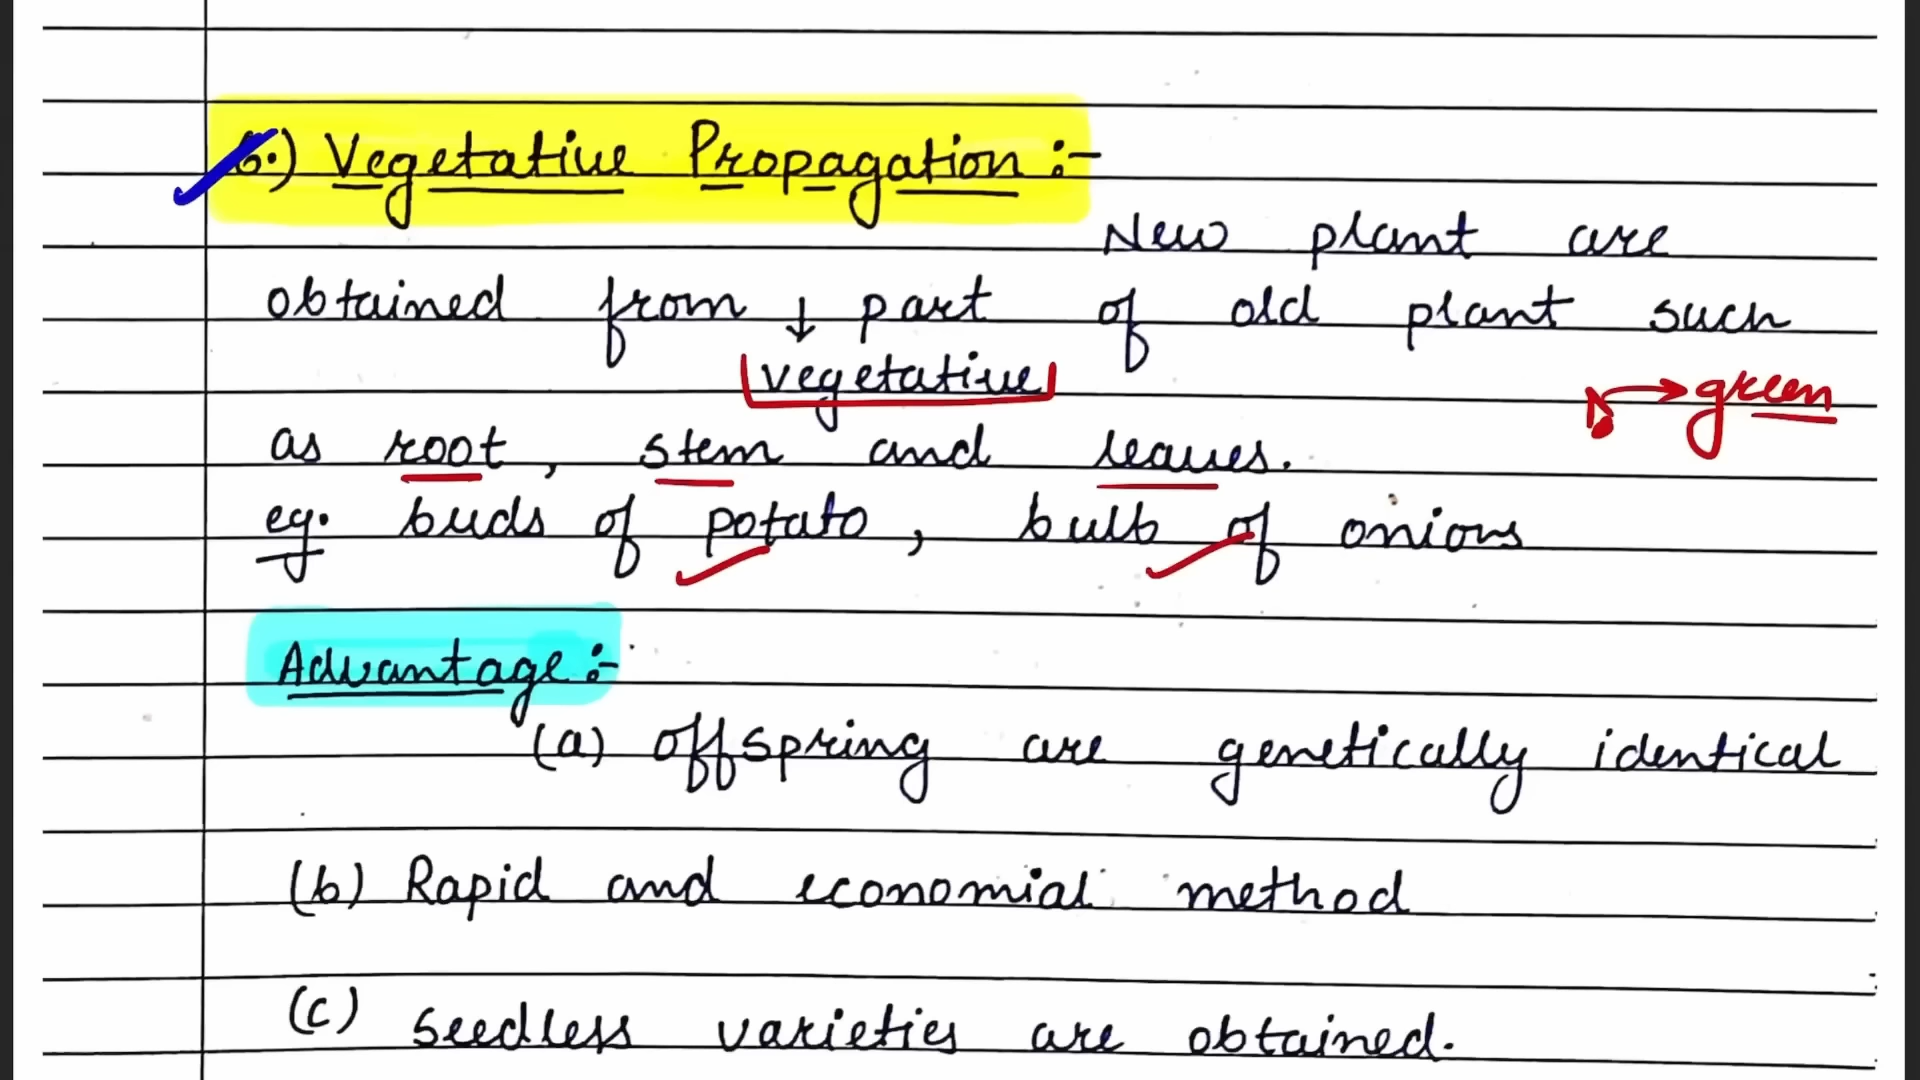 6.) Vegetative Propagation :-
New plant are
obtained from ↓ part of old plant such
vegetative
→ green
as root, stem and leaves.
eg. buds of potato, bulb of onions
Advantage :-
(a) offspring are genetically identical
(b) Rapid and economial method
(c) Seedless varieties are obtained.